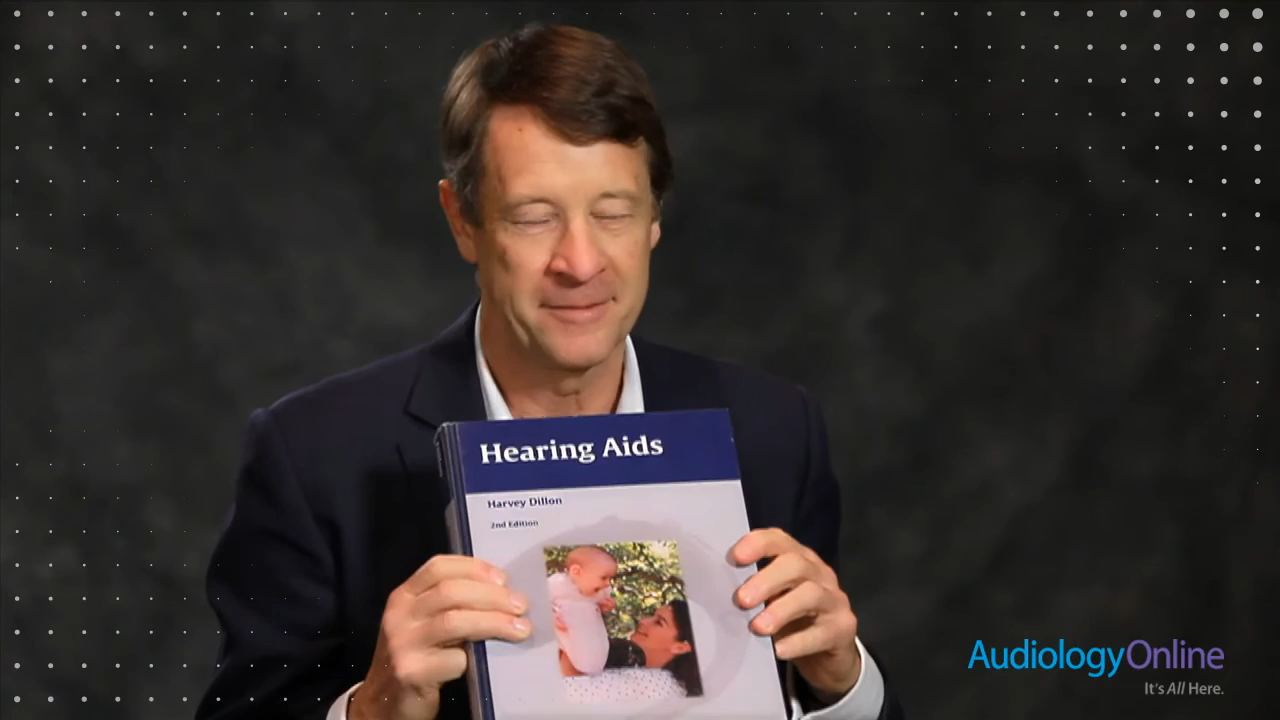 Hearing Aids
Harvey Dillon
2nd Edition
AudiologyOnline
It's All Here.